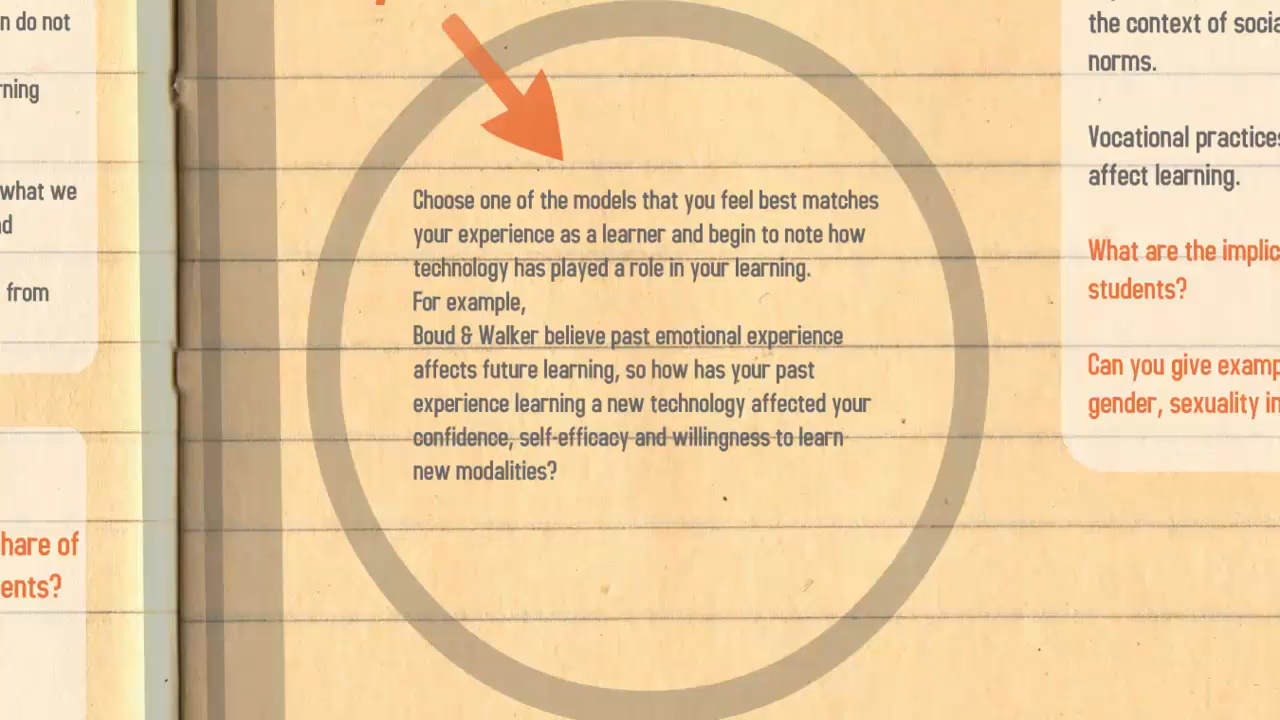 n do not
rning
what we
d
from
hare of
ents?
Choose one of the models that you feel best matches
your experience as a learner and begin to note how
technology has played a role in your learning.
For example,
Boud & Walker believe past emotional experience
affects future learning, so how has your past
experience learning a new technology affected your
confidence, self-efficacy and willingness to learn
new modalities?
the context of socia
norms.
Vocational practices
affect learning.
What are the implic
students?
Can you give examp
gender, sexuality in